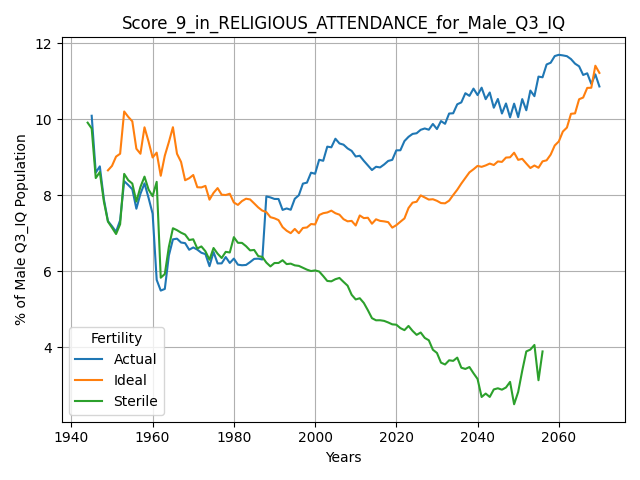 Score_9_in_RELIGIOUS_ATTENDANCE_for_Male_Q3_IQ
12
10
8
6
4
% of Male Q3_IQ Population
Fertility
Actual
Ideal
Sterile
1940 1960 1980 2000 2020 2040 2060
Years